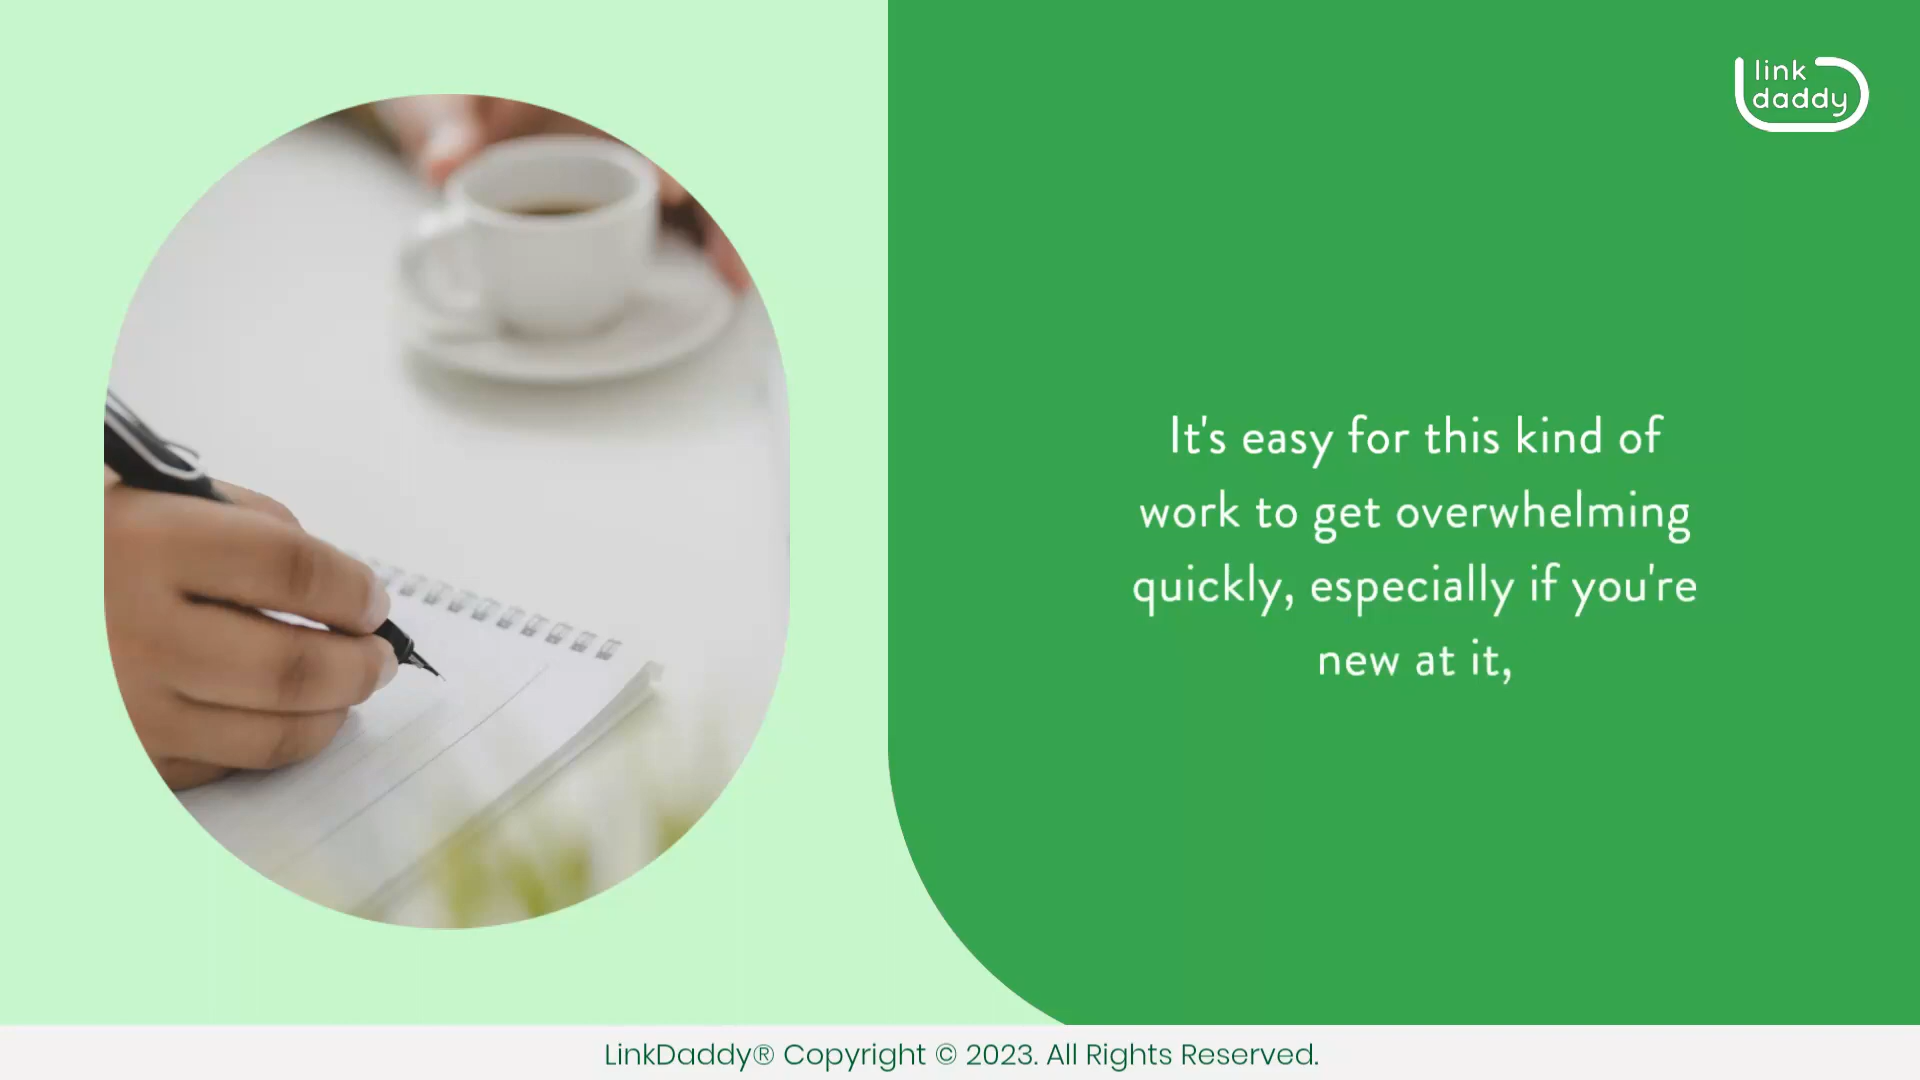 link
daddy
It's easy for this kind of
work to get overwhelming
quickly, especially if you're
new at it,
LinkDaddy® Copyright © 2023. All Rights Reserved.